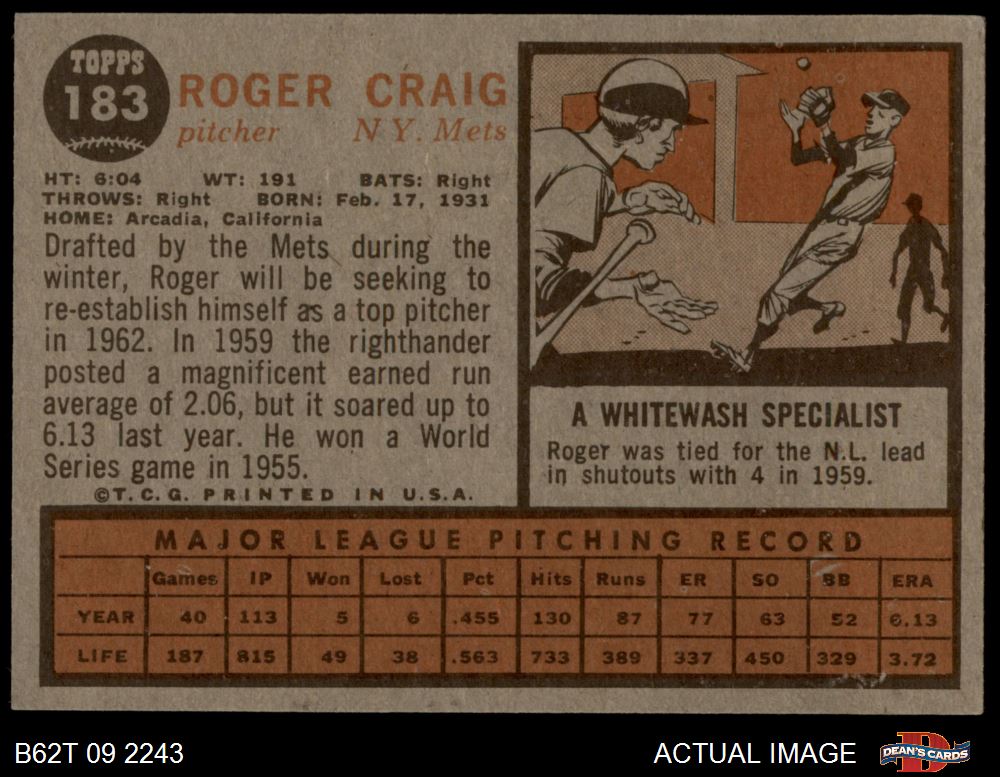 TOPPS
183
ROGER CRAIG
pitcher N Y. Mets
HT: 6:04 WT: 191 BATS: Right
THROWS: Right BORN: Feb. 17, 1931
HOME: Arcadia, California
Drafted by the Mets during the
winter, Roger will be seeking to
re-establish himself as a top pitcher
in 1962. In 1959 the righthander
posted a magnificent earned run
average of 2.06, but it soared up to
6.13 last year. He won a World
Series game in 1955.
©T.C.G. PRINTED IN U.S.A.
A WHITEWASH SPECIALIST
Roger was tied for the N.L. lead
in shutouts with 4 in 1959.
MAJOR LEAGUE PITCHING RECORD
Games IP Won Lost Pct Hits Runs ER SO BB ERA
YEAR 40 113 5 6 .455 130 87 77 63 52 6.13
LIFE 187 815 49 38 .563 733 389 337 450 329 3.72
B62T 09 2243
ACTUAL IMAGE
DEAN'S CARDS